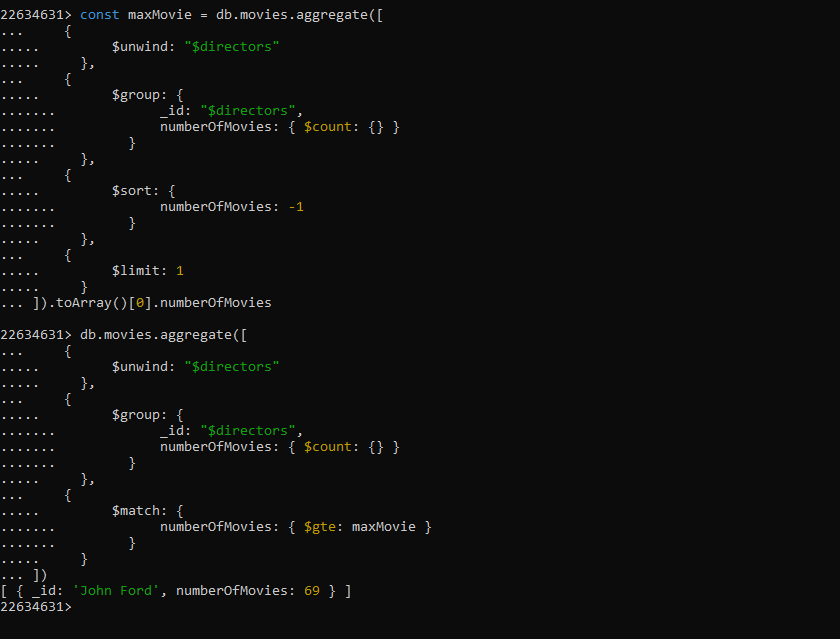 22634631> const maxMovie = db.movies.aggregate([
...     {
.....         $unwind: "$directors"
.....     },
...     {
.....         $group: {
.......             _id: "$directors",
.......             numberOfMovies: { $count: {} }
.......         }
.....     },
...     {
.....         $sort: {
.......             numberOfMovies: -1
.......         }
.....     },
...     {
.....         $limit: 1
.....     }
... ]).toArray()[0].numberOfMovies

22634631> db.movies.aggregate([
...     {
.....         $unwind: "$directors"
.....     },
...     {
.....         $group: {
.......             _id: "$directors",
.......             numberOfMovies: { $count: {} }
.......         }
.....     },
...     {
.....         $match: {
.......             numberOfMovies: { $gte: maxMovie }
.......         }
.....     }
... ])
[ { _id: 'John Ford', numberOfMovies: 69 } ]
22634631>